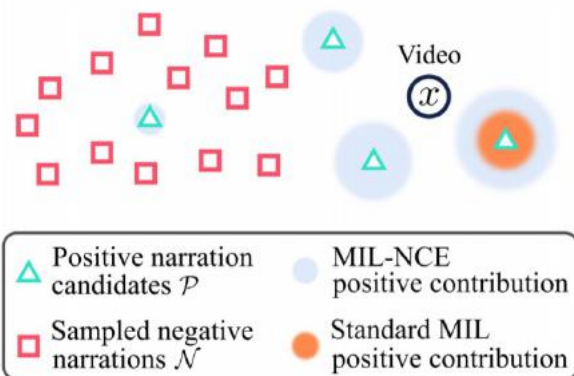 Video
x
Positive narration
candidates 𝒫
MIL-NCE
positive contribution
Sampled negative
narrations 𝒩
Standard MIL
positive contribution